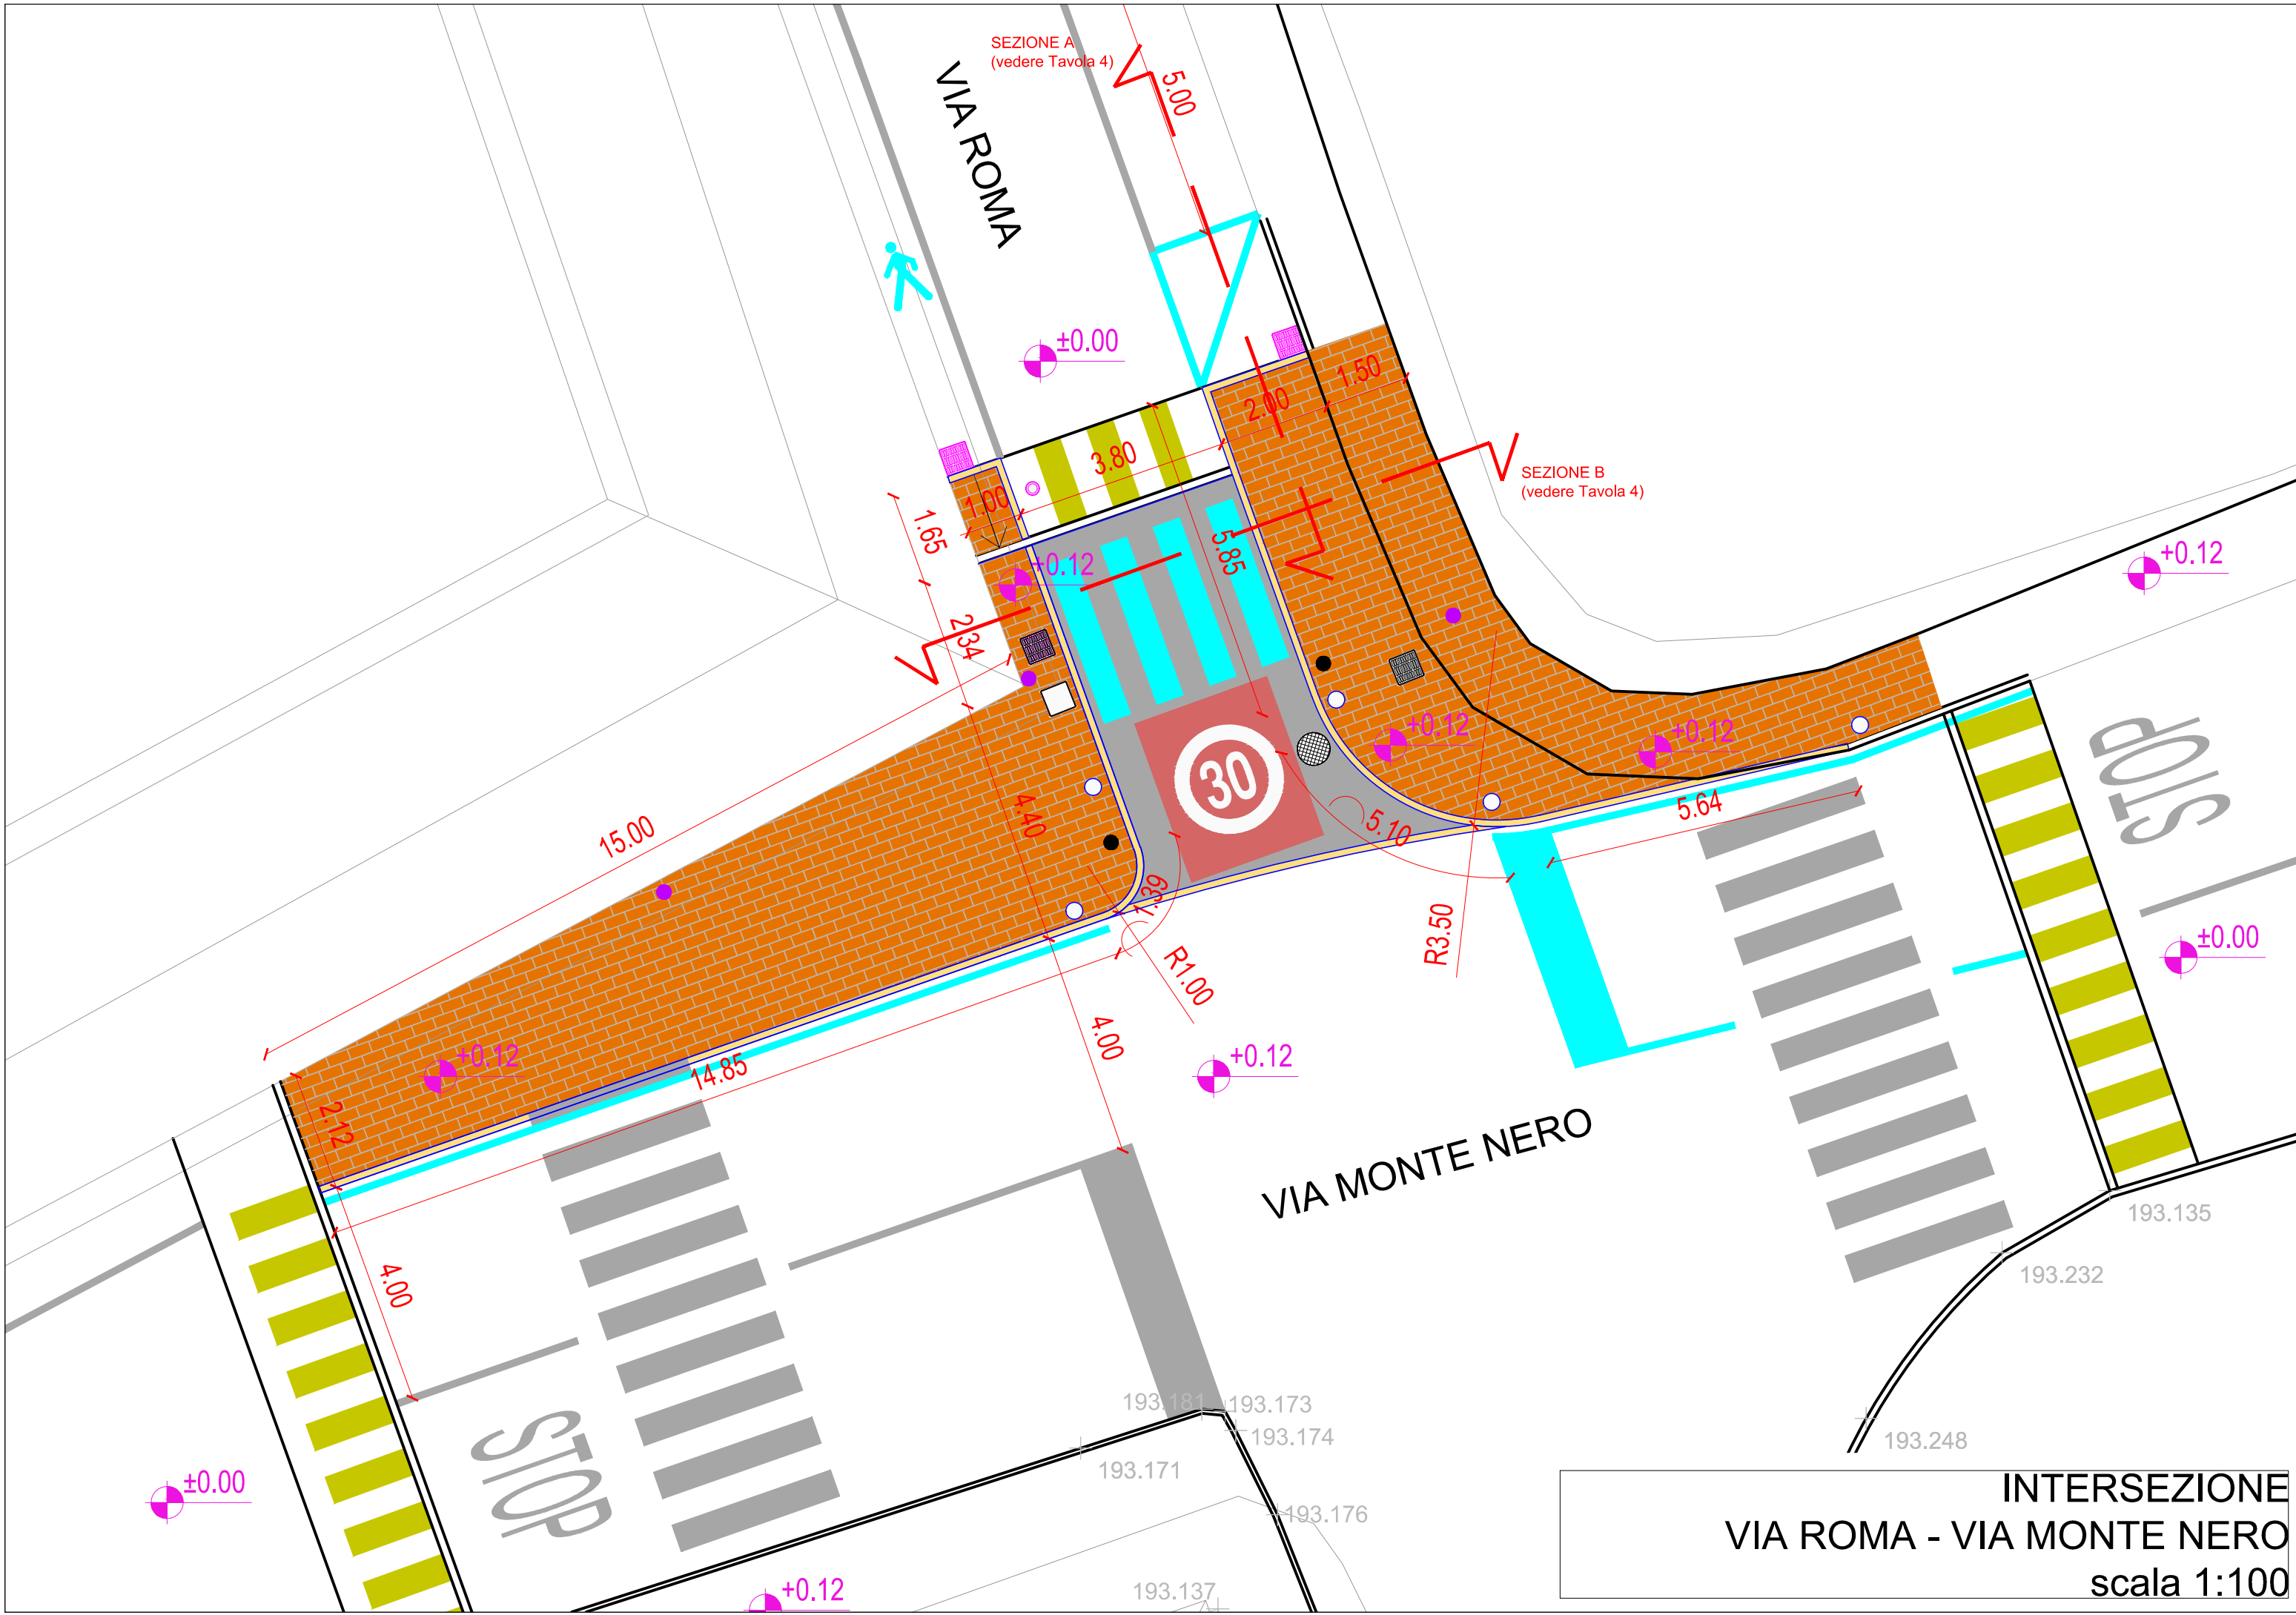 SEZIONE A
(vedere Tavola 4)
5.00
VIA ROMA
±0.00
1.50
2.00
3.80
1.00
SEZIONE B
(vedere Tavola 4)
1.65
5.85
+0.12
+0.12
2.34
STOP
+0.12
+0.12
30
15.00
4.40
5.10
5.64
1.39
R3.50
±0.00
R1.00
4.00
+0.12
+0.12
14.85
2.12
VIA MONTE NERO
193.135
193.232
4.00
193.181
193.173
193.174
193.171
193.248
STOP
±0.00
193.176
+0.12
193.137
INTERSEZIONE
VIA ROMA - VIA MONTE NERO
scala 1:100